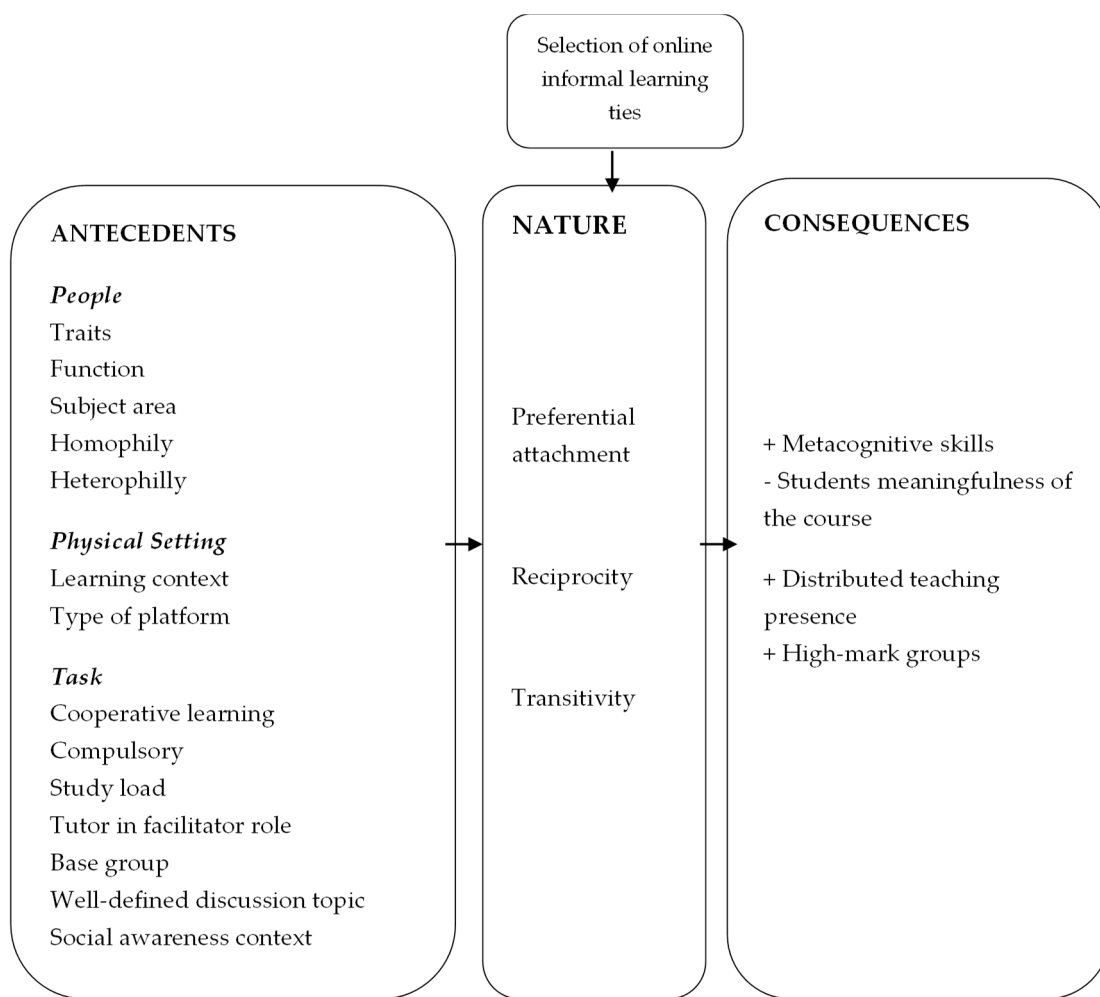 Selection of online
informal learning
ties
ANTECEDENTS
People
Traits
Function
Subject area
Homophily
Heterophilly
Physical Setting
Learning context
Type of platform
Task
Cooperative learning
Compulsory
Study load
Tutor in facilitator role
Base group
Well-defined discussion topic
Social awareness context
NATURE
Preferential
attachment
Reciprocity
Transitivity
CONSEQUENCES
+ Metacognitive skills
- Students meaningfulness of
the course
+ Distributed teaching
presence
+ High-mark groups